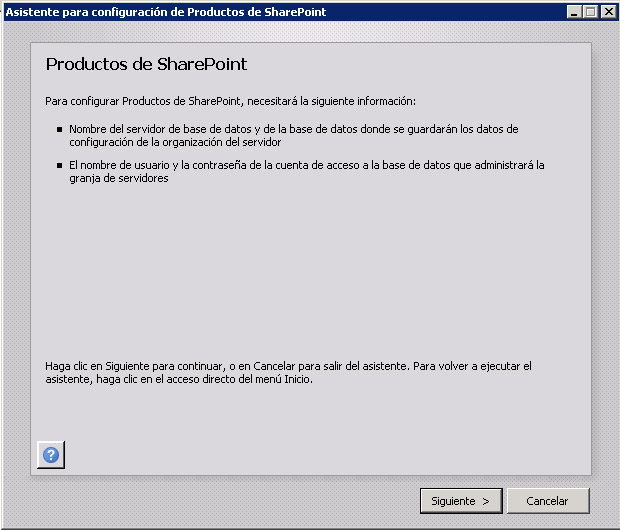 Asistente para configuración de Productos de SharePoint
Productos de SharePoint
Para configurar Productos de SharePoint, necesitará la siguiente información:
Nombre del servidor de base de datos y de la base de datos donde se guardarán los datos de
configuración de la organización del servidor
El nombre de usuario y la contraseña de la cuenta de acceso a la base de datos que administrará la
granja de servidores
Haga clic en Siguiente para continuar, o en Cancelar para salir del asistente. Para volver a ejecutar el
asistente, haga clic en el acceso directo del menú Inicio.
?
Siguiente >
Cancelar